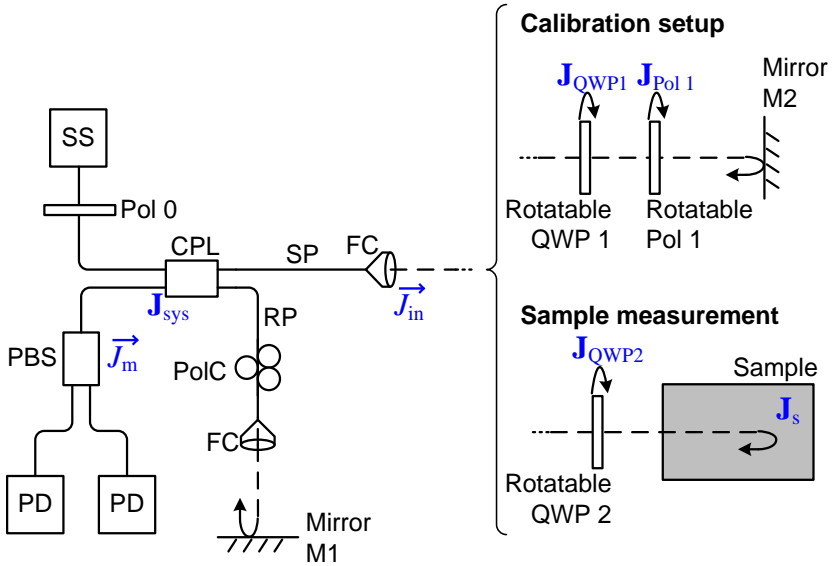 Calibration setup
J_QWP1
J_Pol 1
Mirror
M2
SS
Pol 0
Rotatable
QWP 1
Rotatable
Pol 1
CPL
SP
FC
J_sys
J_in
RP
PBS
J_m
PolC
FC
PD
PD
Mirror
M1
Sample measurement
J_QWP2
Sample
J_s
Rotatable
QWP 2